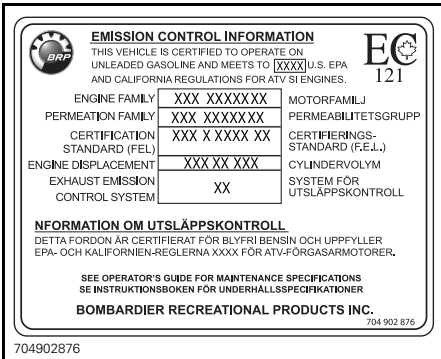 EMISSION CONTROL INFORMATION
THIS VEHICLE IS CERTIFIED TO OPERATE ON
UNLEADED GASOLINE AND MEETS TO XXXX U.S. EPA
AND CALIFORNIA REGULATIONS FOR ATV SI ENGINES.
BRP
EC
121
ENGINE FAMILY XXX XXXXXXX MOTORFAMILJ
PERMEATION FAMILY XXX XXXXXXX PERMEABILITETSGRUPP
CERTIFICATION XXX X XXXX XX CERTIFIERINGS-
STANDARD (FEL) STANDARD (F.E.L.)
ENGINE DISPLACEMENT XXX XX XXX CYLINDERVOLYM
EXHAUST EMISSION XX SYSTEM FÖR
CONTROL SYSTEM UTSLÄPPSKONTROLL
NFORMATION OM UTSLÄPPSKONTROLL
DETTA FORDON ÄR CERTIFIERAT FÖR BLYFRI BENSIN OCH UPPFYLLER
EPA- OCH KALIFORNIEN-REGLERNA XXXX FÖR ATV-FÖRGASARMOTORER.
SEE OPERATOR'S GUIDE FOR MAINTENANCE SPECIFICATIONS
SE INSTRUKTIONSBOKEN FÖR UNDERHÅLLSSPECIFIKATIONER
BOMBARDIER RECREATIONAL PRODUCTS INC.
704 902 876
704902876